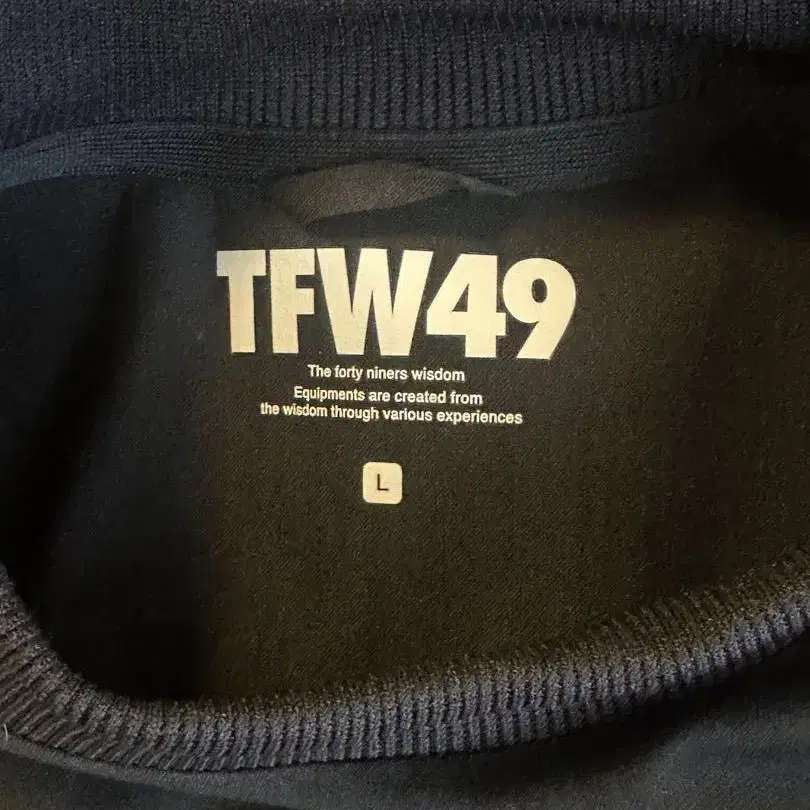 TFW49
The forty niners wisdom
Equipments are created from
the wisdom through various experiences
L